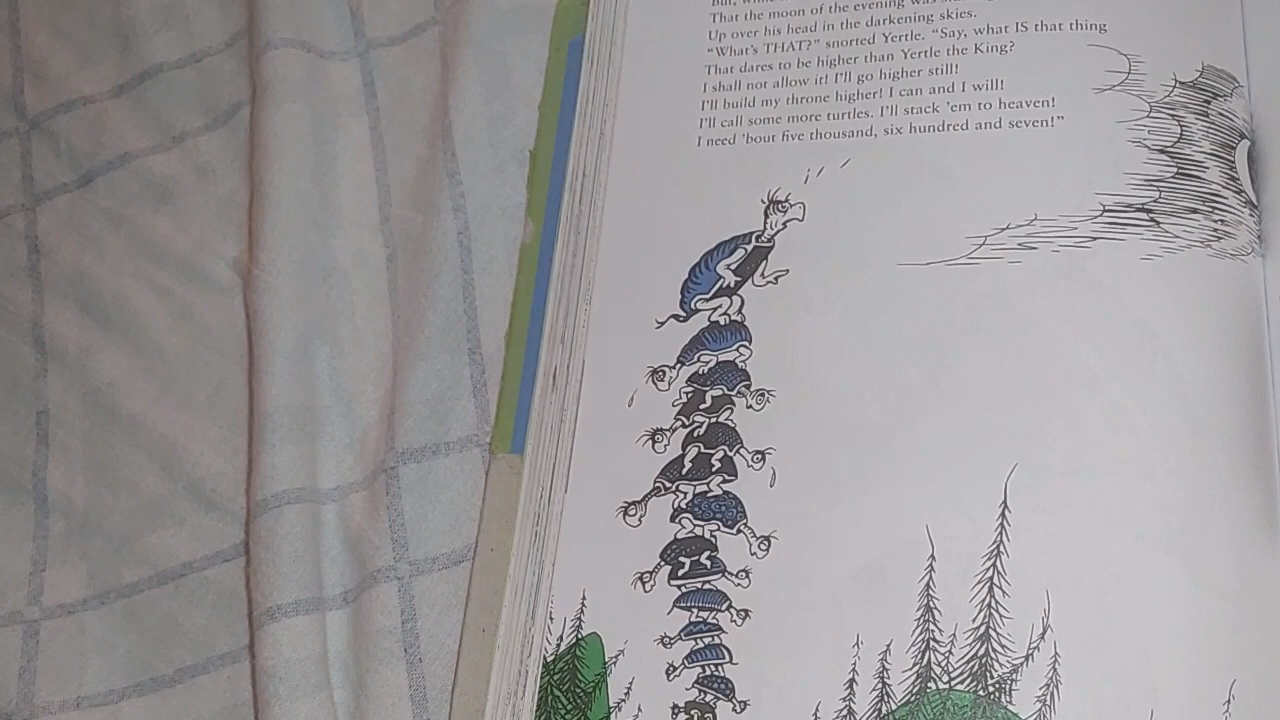 But,
That the moon of the evening was
Up over his head in the darkening skies.
“What’s THAT?” snorted Yertle. “Say, what IS that thing
That dares to be higher than Yertle the King?
I shall not allow it! I’ll go higher still!
I’ll build my throne higher! I can and I will!
I’ll call some more turtles. I’ll stack ’em to heaven!
I need ’bout five thousand, six hundred and seven!”